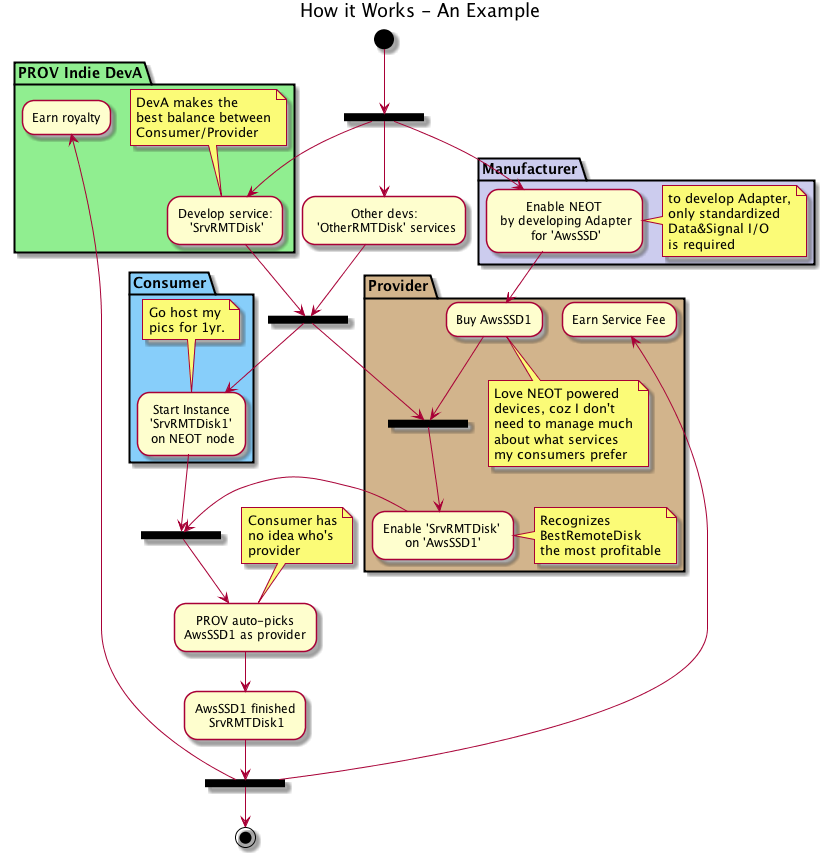 How it Works - An Example
PROV Indie DevA
Earn royalty
DevA makes the
best balance between
Consumer/Provider
Develop service:
'SrvRMTDisk'
Other devs:
'OtherRMTDisk' services
Manufacturer
Enable NEOT
by developing Adapter
for 'AwsSSD'
to develop Adapter,
only standardized
Data&Signal I/O
is required
Consumer
Go host my
pics for 1yr.
Start Instance
'SrvRMTDisk1'
on NEOT node
Provider
Buy AwsSSD1
Earn Service Fee
Love NEOT powered
devices, coz I don't
need to manage much
about what services
my consumers prefer
Enable 'SrvRMTDisk'
on 'AwsSSD1'
Recognizes
BestRemoteDisk
the most profitable
Consumer has
no idea who's
provider
PROV auto-picks
AwsSSD1 as provider
AwsSSD1 finished
SrvRMTDisk1